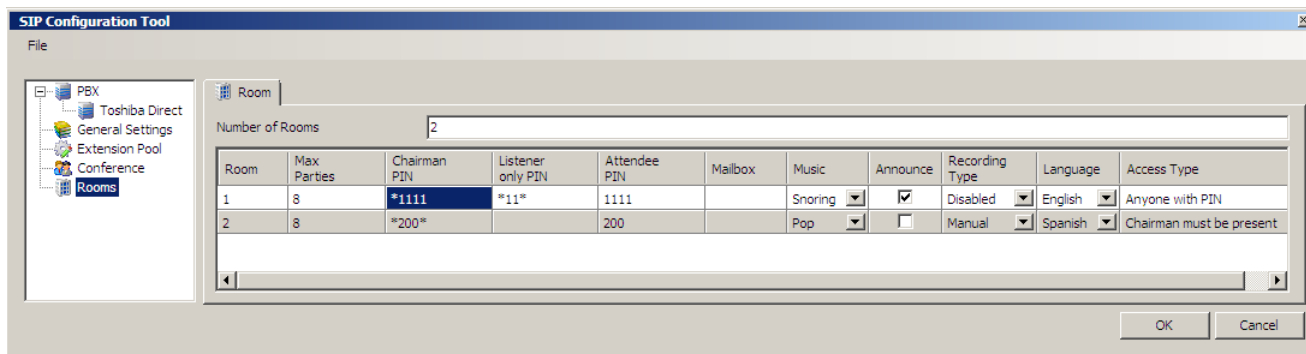 SIP Configuration Tool
File
PBX
Toshiba Direct
General Settings
Extension Pool
Conference
Rooms
Room
Number of Rooms 2
Room Max Parties Chairman PIN Listener only PIN Attendee PIN Mailbox Music Announce Recording Type Language Access Type
1 8 *1111 *11* 1111 Snoring Disabled English Anyone with PIN
2 8 *200* 200 Pop Manual Spanish Chairman must be present
OK Cancel